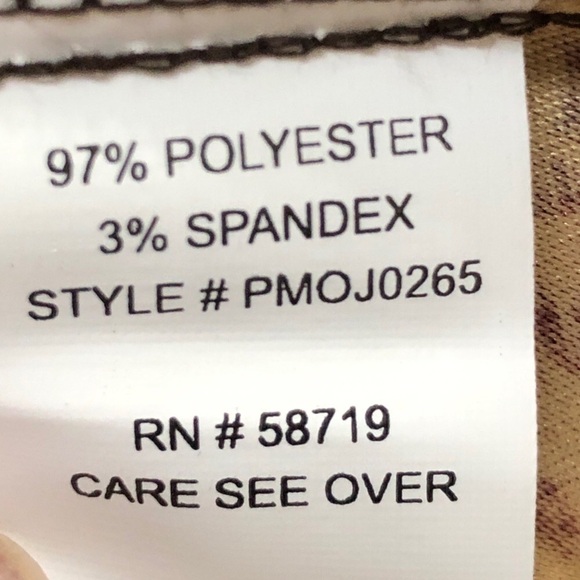 97% POLYESTER
3% SPANDEX
STYLE # PMOJ0265
RN # 58719
CARE SEE OVER